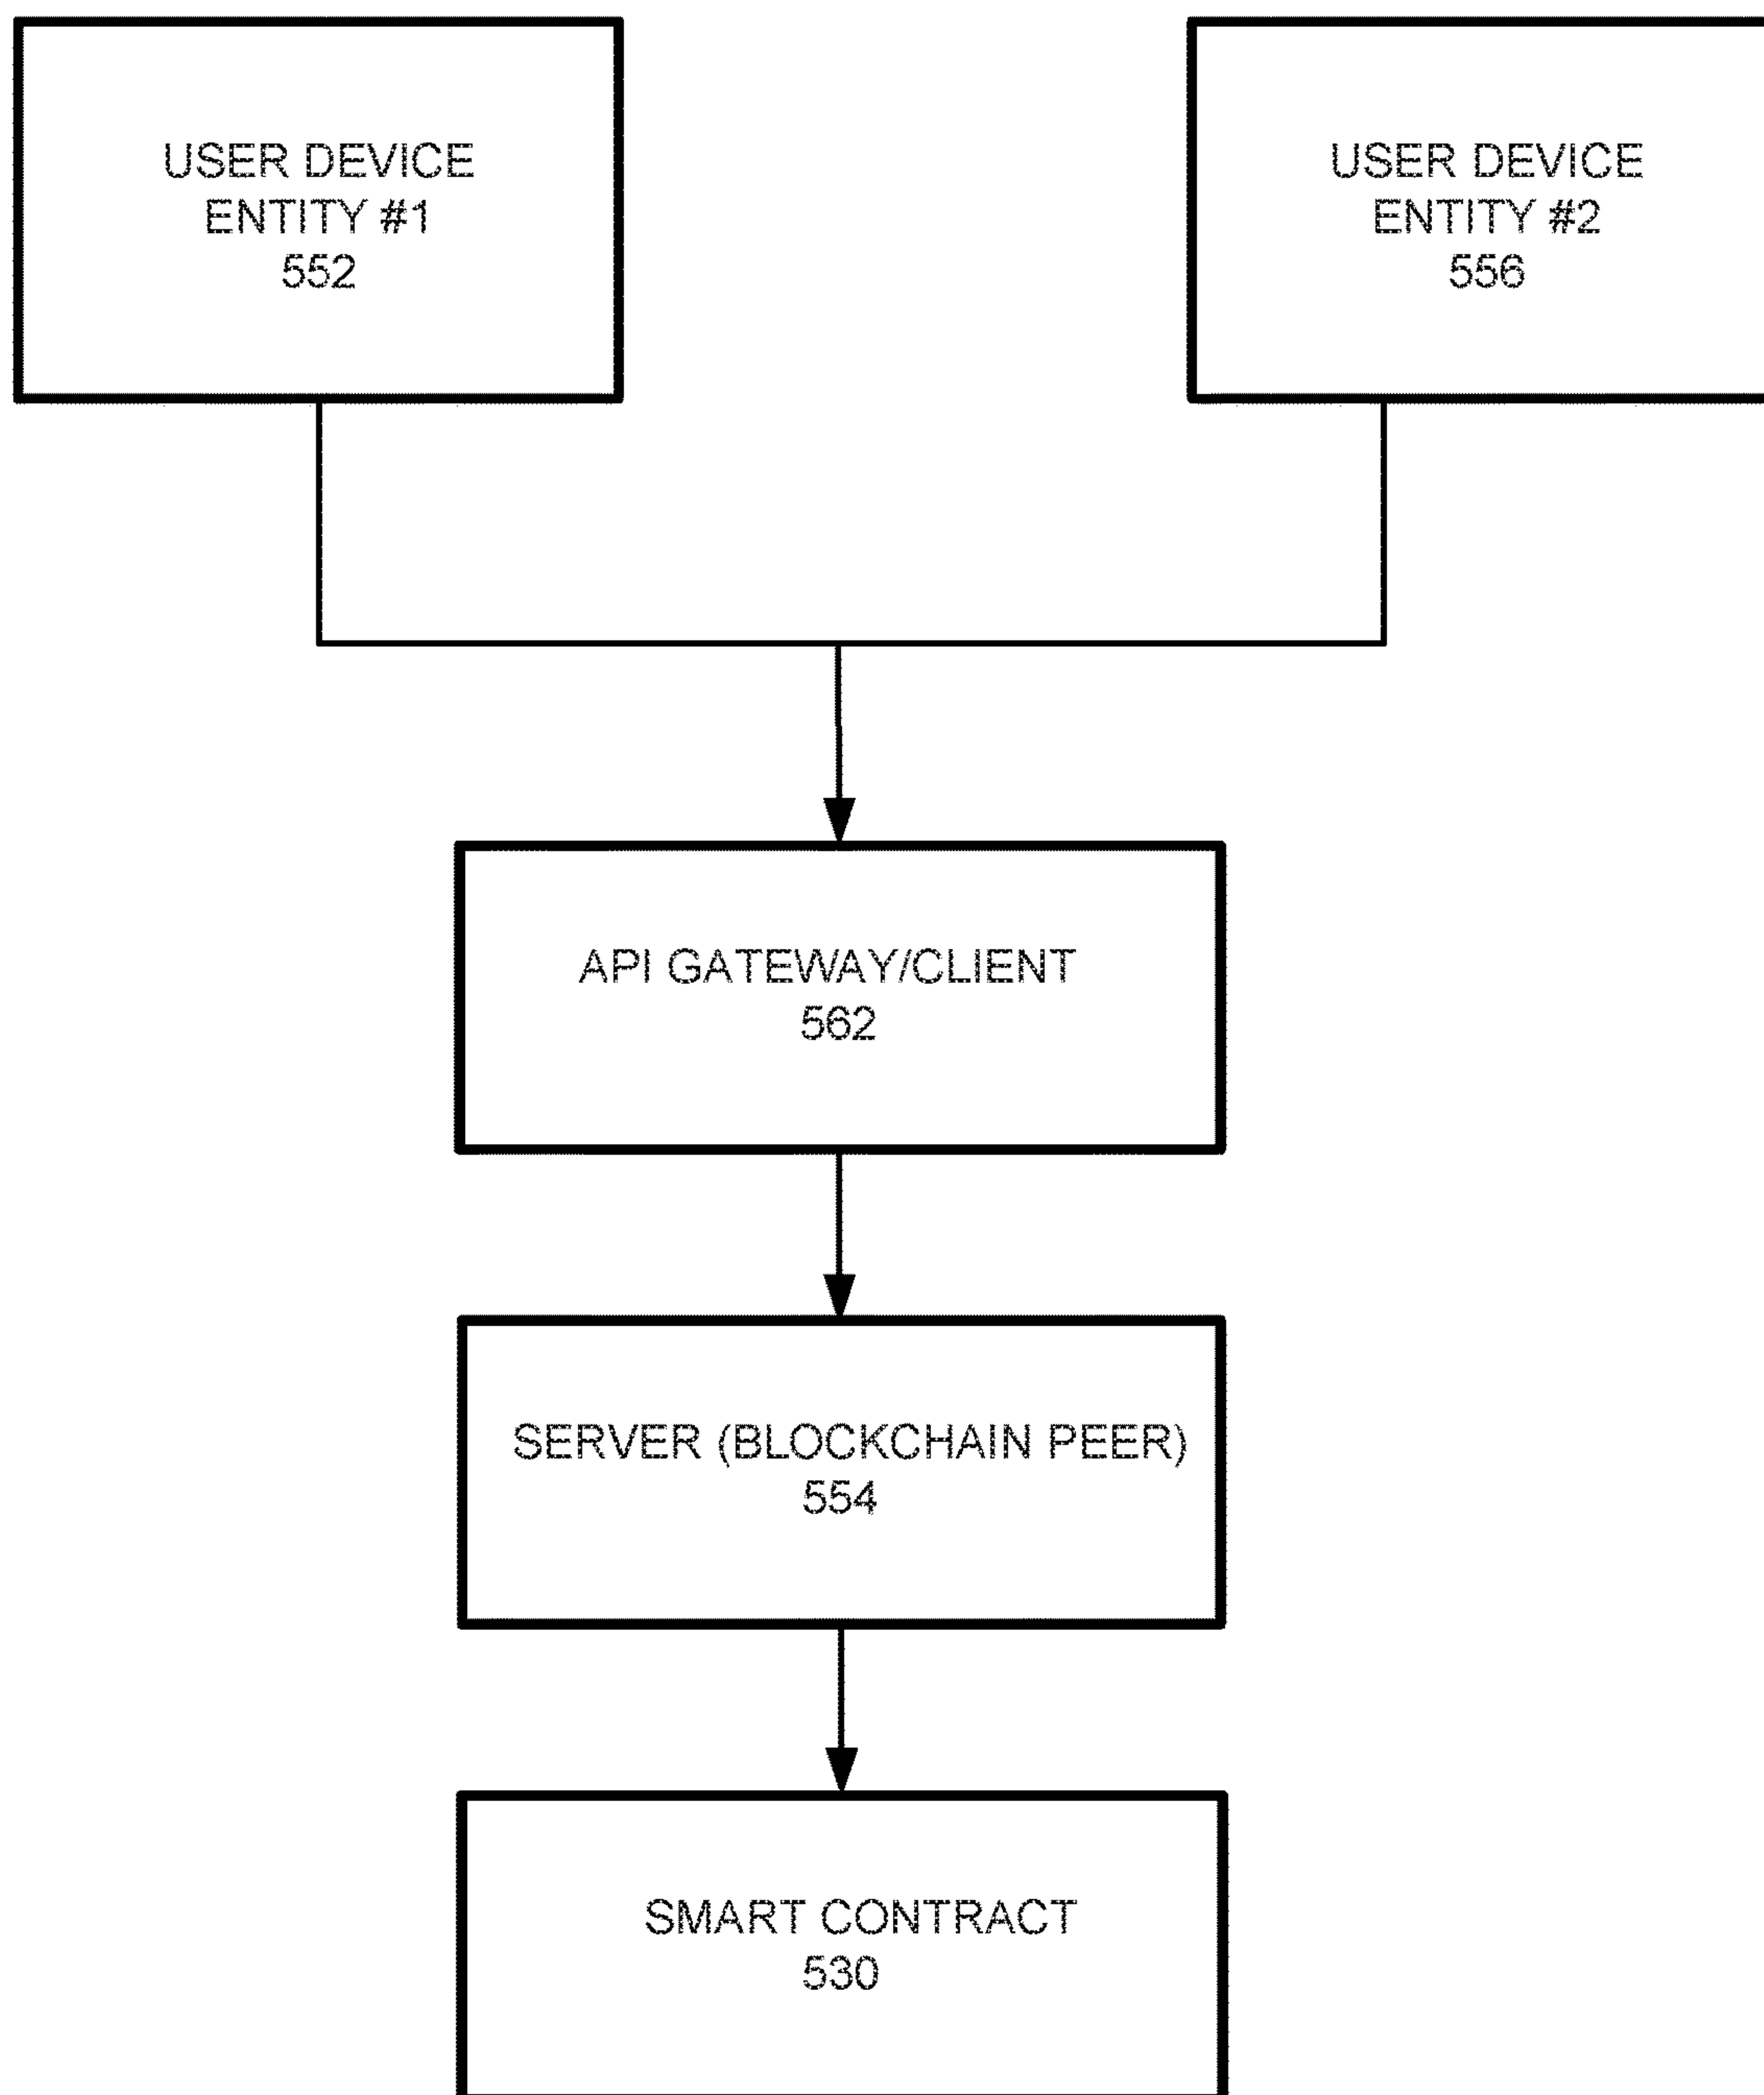 USER DEVICE
ENTITY #1
552
USER DEVICE
ENTITY #2
556
API GATEWAY/CLIENT
562
SERVER (BLOCKCHAIN PEER)
554
SMART CONTRACT
530